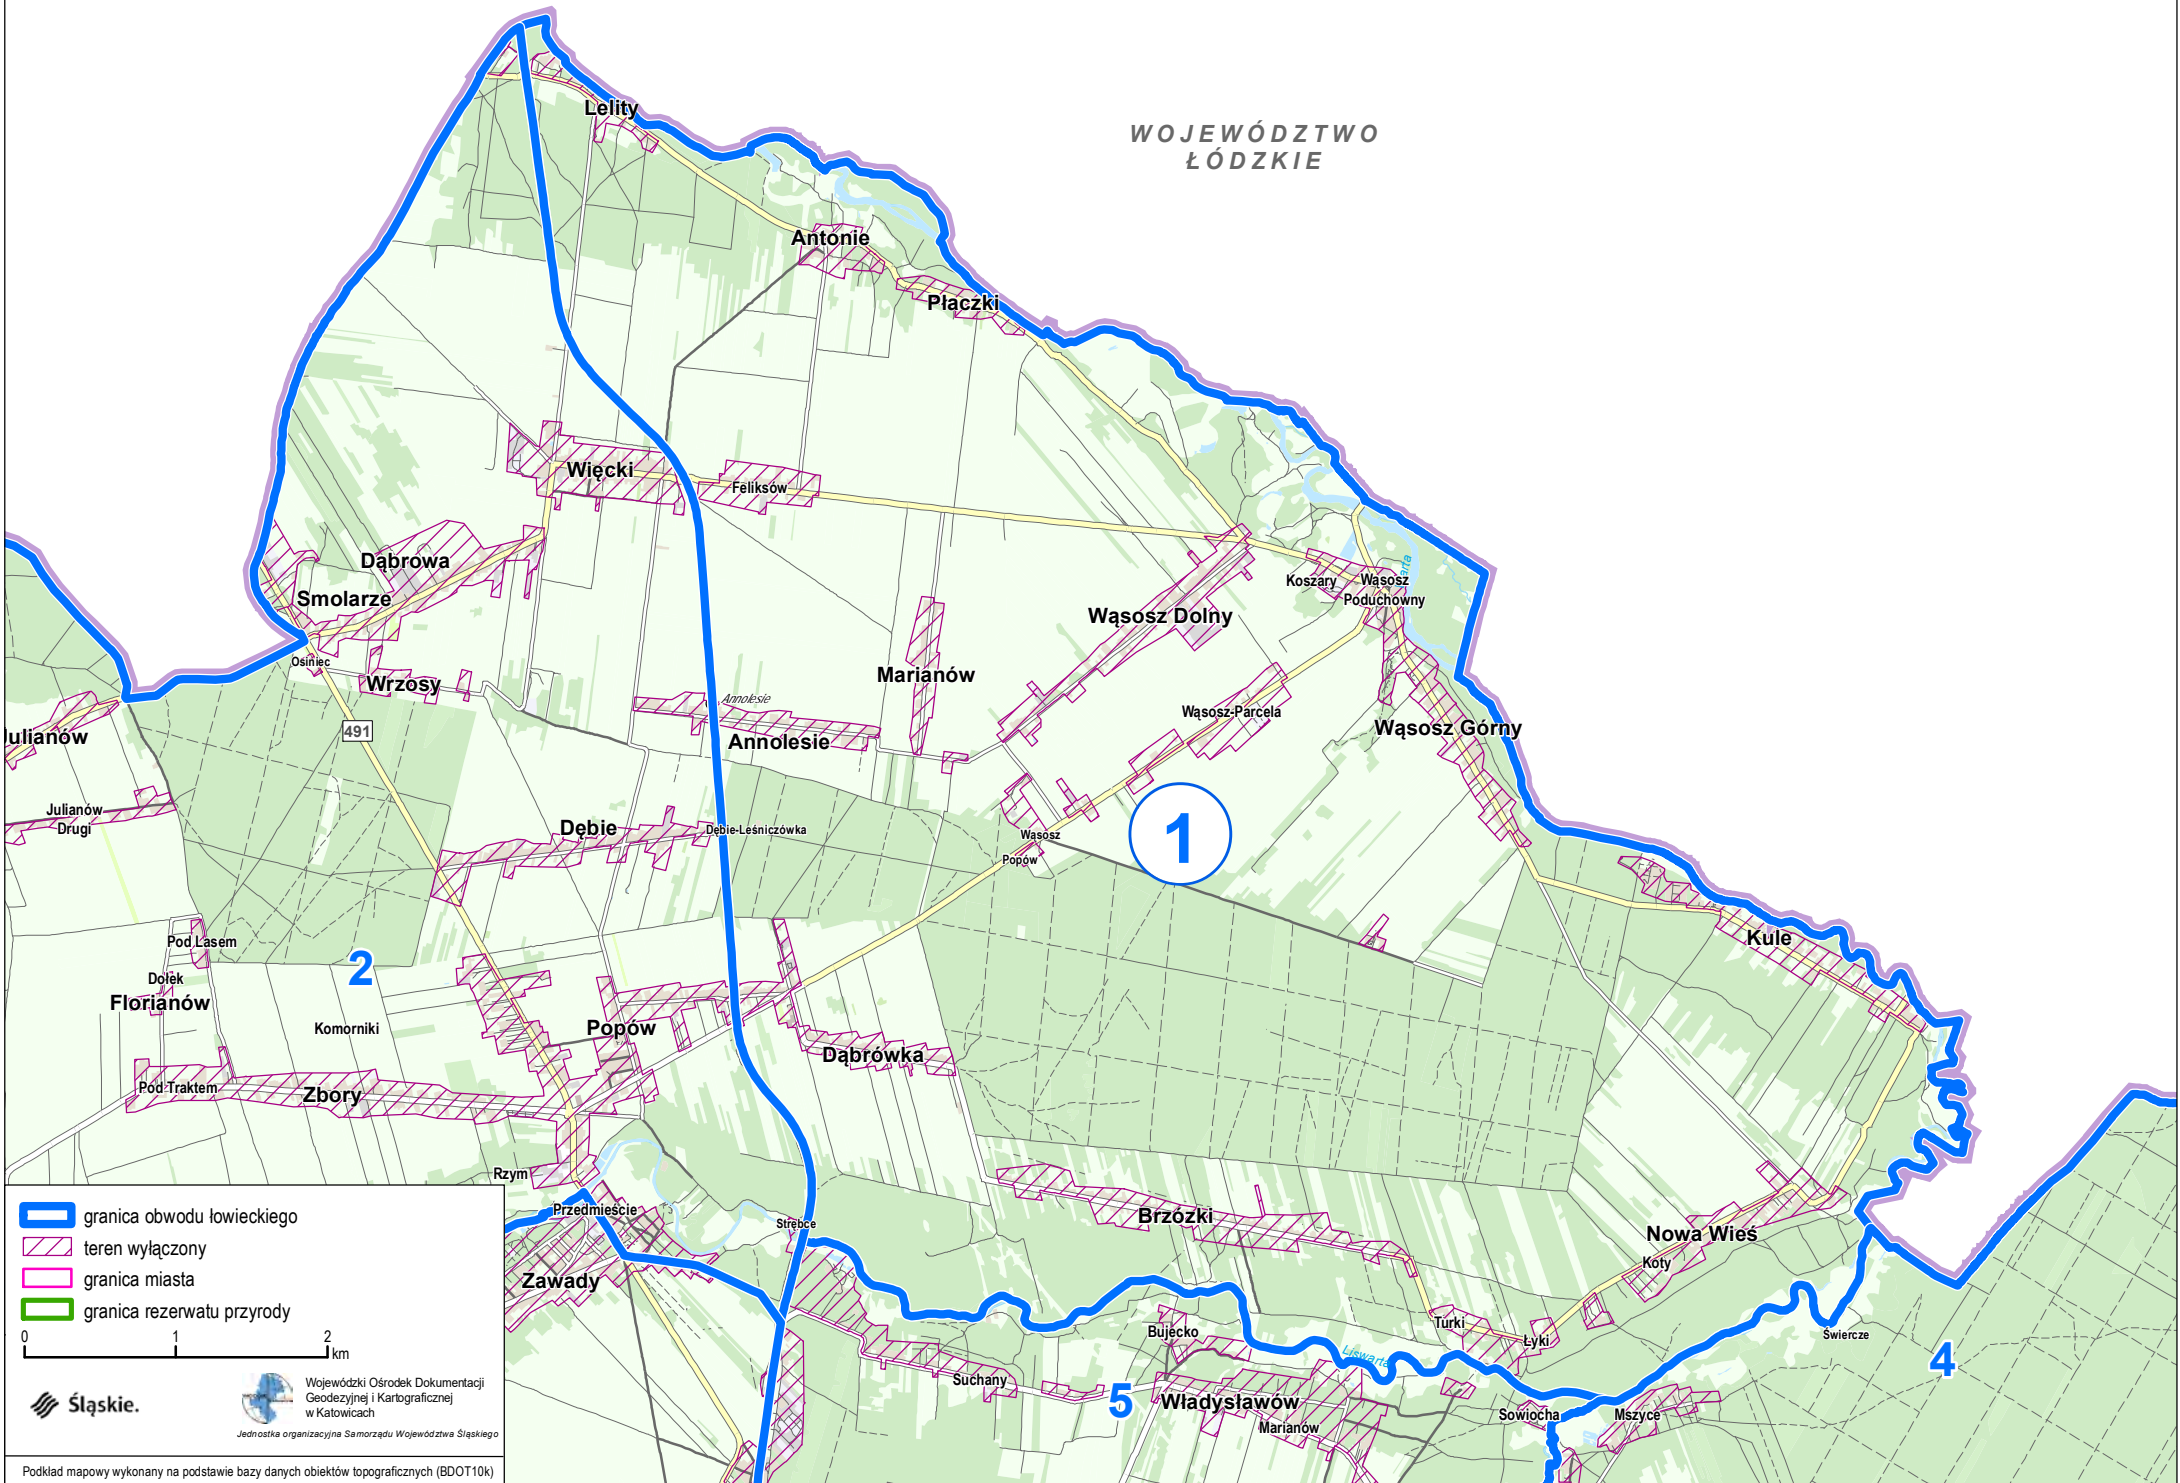 WOJEWÓDZTWO
ŁÓDZKIE
Lelity
Antonie
Płaczki
Więcki
Feliksów
Dąbrowa
Smolarze
Osiniec
Wrzosy
491
Koszary
Wąsosz
Poduchowny
Wąsosz Dolny
Marianów
Annolesie
Annolesie
Wąsosz-Parcela
Wąsosz Górny
Julianów
Julianów
Drugi
Dębie
Dębie-Leśniczówka
Wąsosz
Popów
1
Pod Lasem
Dołek
Florianów
2
Komorniki
Popów
Kule
Dąbrówka
Pod Traktem
Zbory
Rzym
Przedmieście
Strębce
Brzózki
Nowa Wieś
Koty
Zawady
Bujecko
Turki
Łyki
Świercze
Liswarta
4
Suchany
5
Władysławów
Marianów
Sowiocha
Mszyce
granica obwodu łowieckiego
teren wyłączony
granica miasta
granica rezerwatu przyrody
0 1 2
km
Śląskie.
Wojewódzki Ośrodek Dokumentacji
Geodezyjnej i Kartograficznej
w Katowicach
Jednostka organizacyjna Samorządu Województwa Śląskiego
Podkład mapowy wykonany na podstawie bazy danych obiektów topograficznych (BDOT10k)